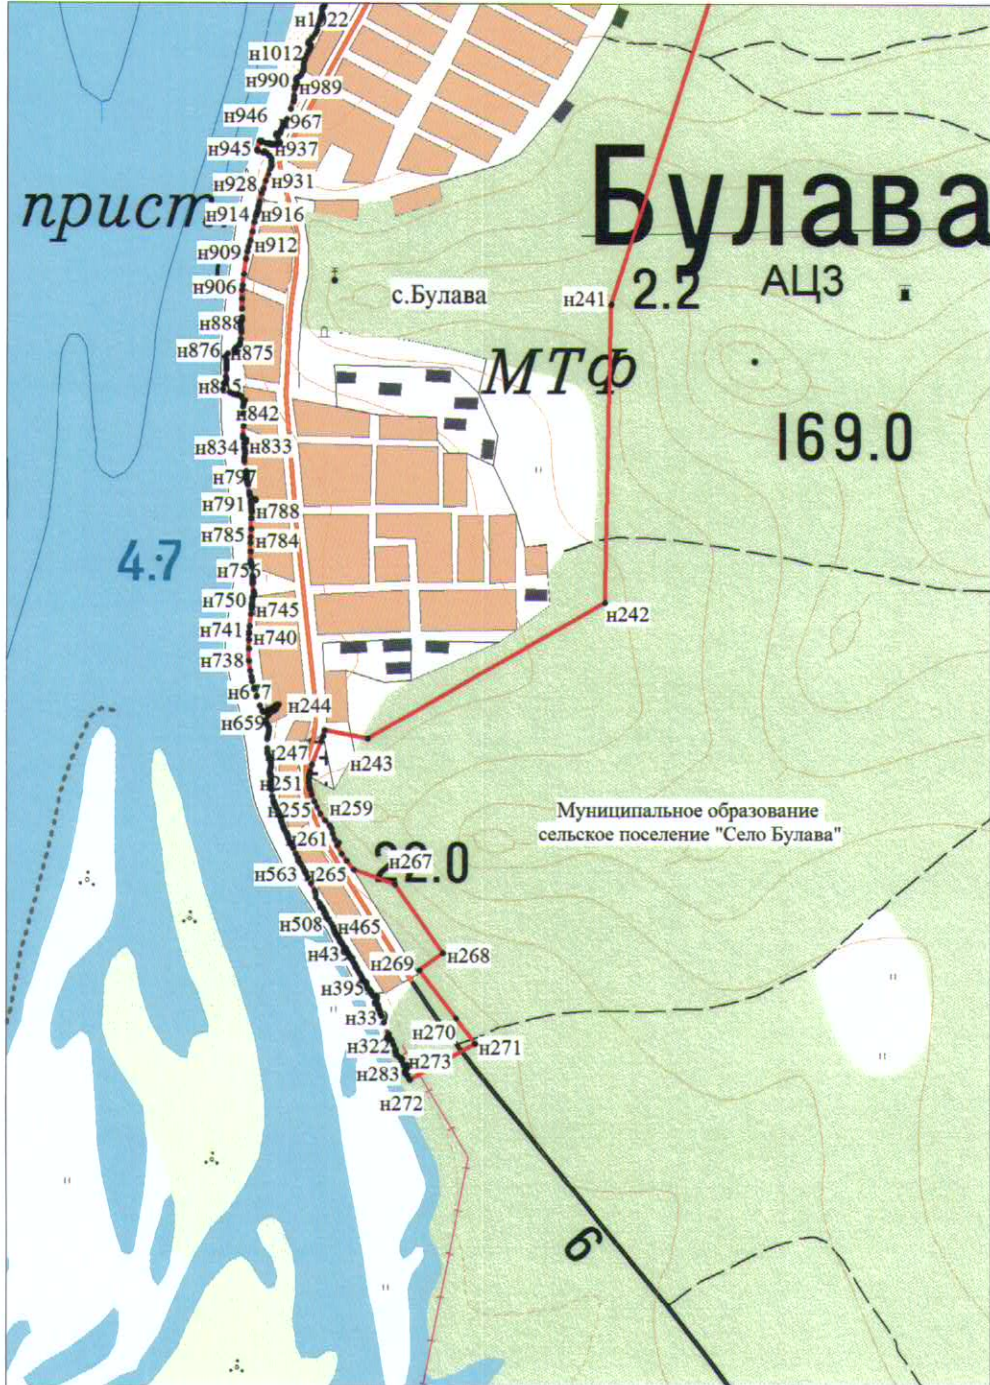 н1022
н1012
н990
н989
н946
н967
н945
н937
н928
н931
прист.
Булава
н914
н916
н909
н912
н906
с.Булава
н241
2.2
АЦЗ
н888
н876
н875
МТФ
н842
н834
н833
169.0
н797
н791
н788
н785
н784
4.7
н756
н750
н745
н242
н741
н740
н738
н677
н244
н659
н247
н243
н251
н255
н259
Муниципальное образование
сельское поселение "Село Булава"
н261
22.0
н267
н563
н265
н508
н465
н439
н269
н268
н395
н339
н270
н322
н273
н271
н283
н272
6